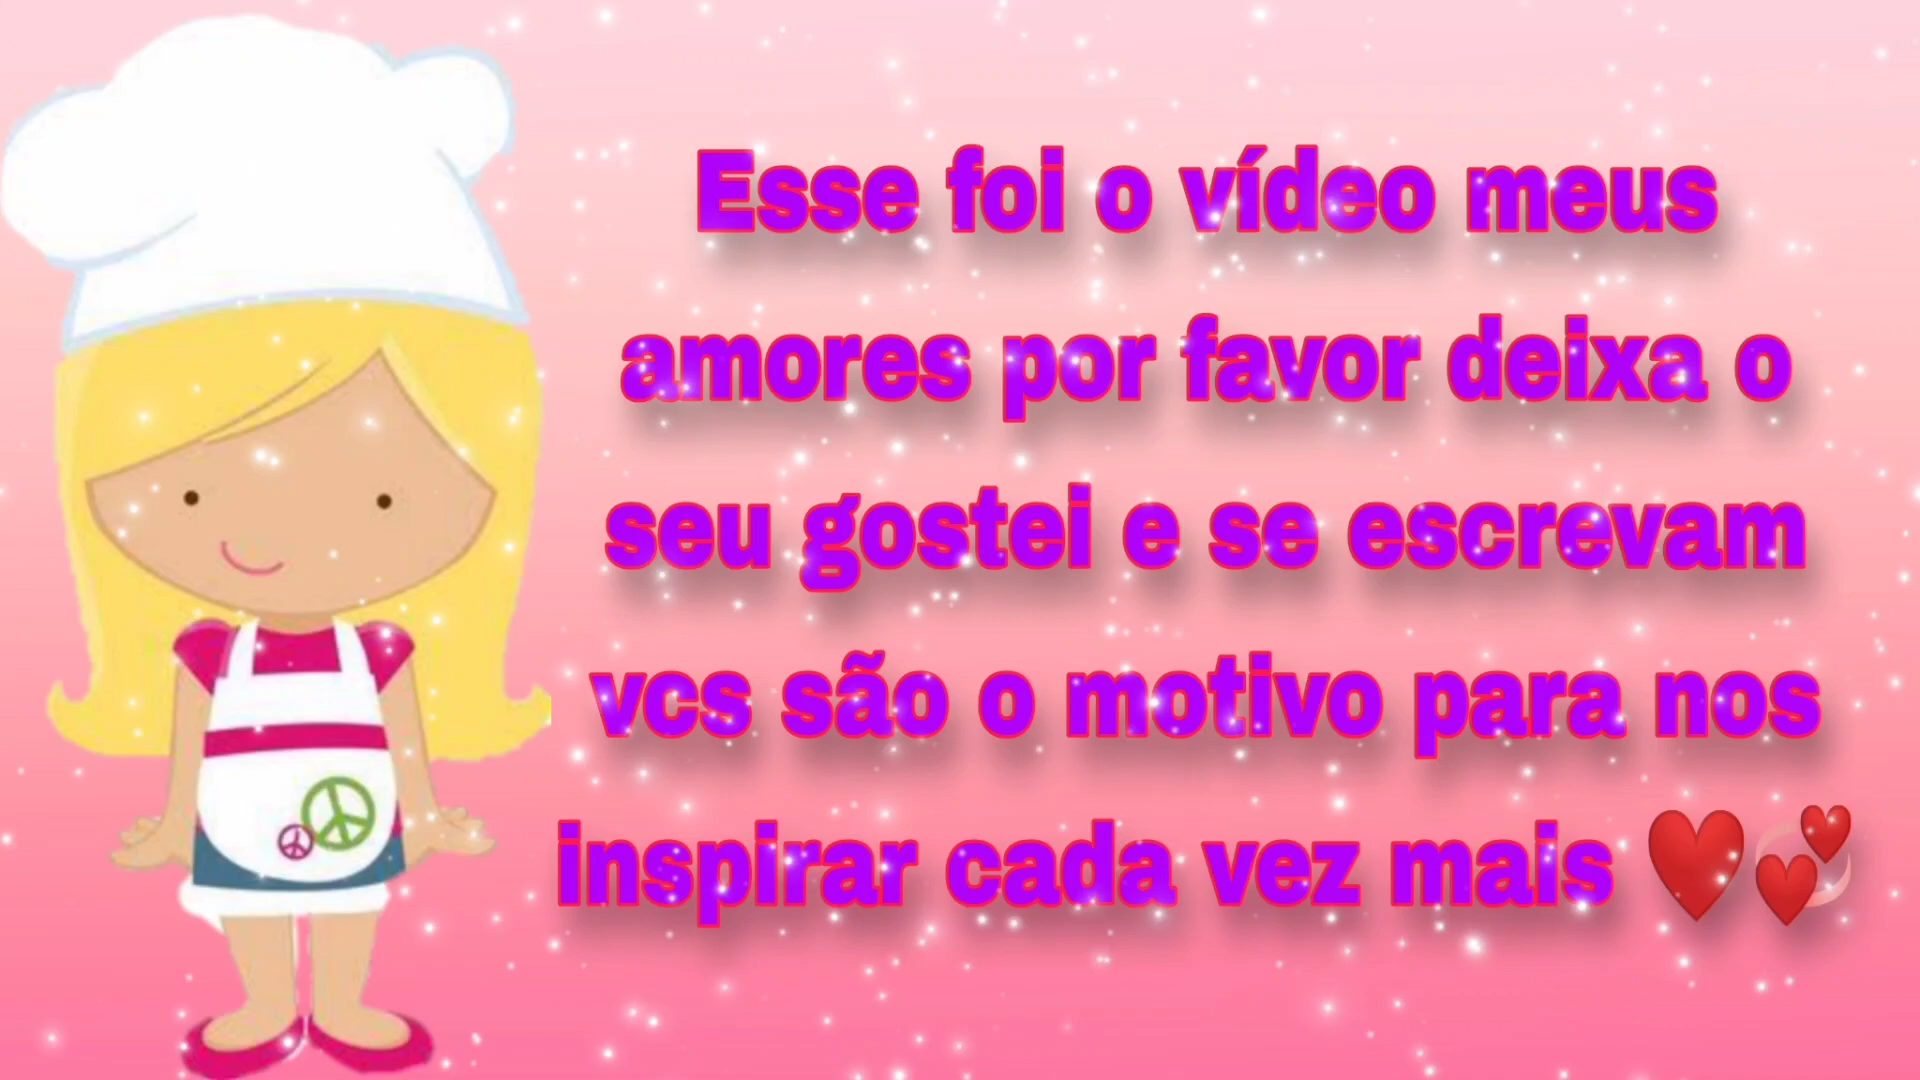 Esse foi o vídeo meus
amores por favor deixa o
seu gostei e se escrevam
vcs são o motivo para nos
inspirar cada vez mais ❤️💞